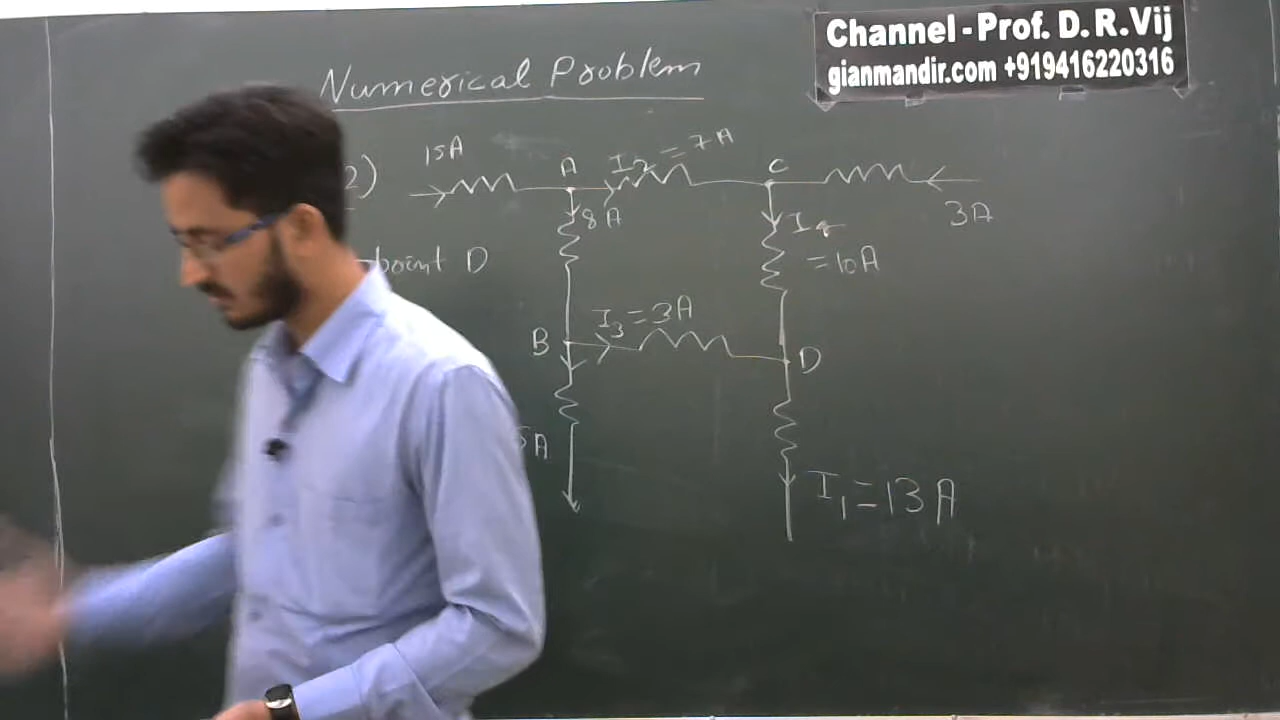 Channel - Prof. D. R. Vij
gianmandir.com +919416220316
Numerical Problem
2)
15A
A
I2 = 7A
C
3A
8A
I4
= 10A
point D
B
I3 = 3A
D
5A
I1 = 13A